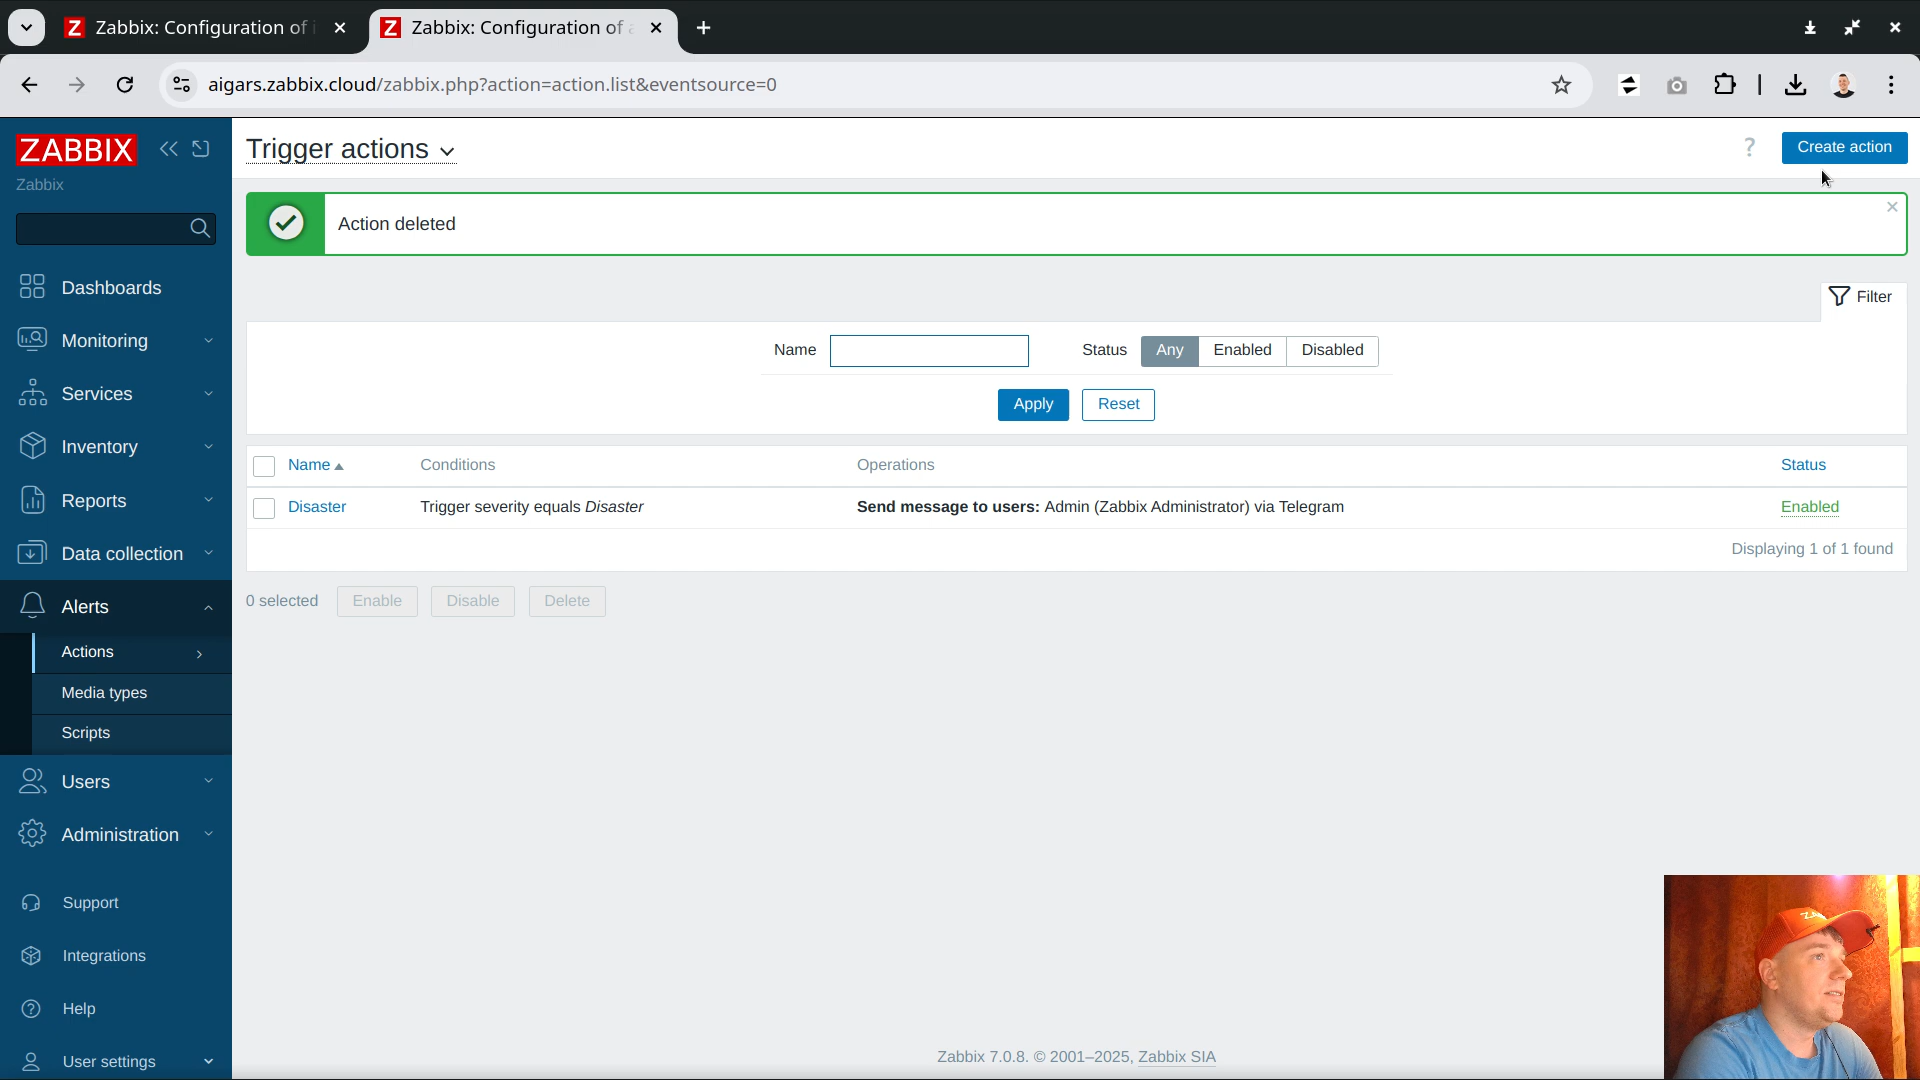 Zabbix: Configuration of
Zabbix: Configuration of
aigars.zabbix.cloud/zabbix.php?action=action.list&eventsource=0
ZABBIX
Zabbix
Dashboards
Monitoring
Services
Inventory
Reports
Data collection
Alerts
Actions
Media types
Scripts
Users
Administration
Support
Integrations
Help
User settings
Trigger actions
? Create action
Action deleted
Filter
Name Status Any Enabled Disabled
Apply Reset
Name Conditions Operations Status
Disaster Trigger severity equals Disaster Send message to users: Admin (Zabbix Administrator) via Telegram Enabled
Displaying 1 of 1 found
0 selected Enable Disable Delete
Zabbix 7.0.8. © 2001–2025, Zabbix SIA